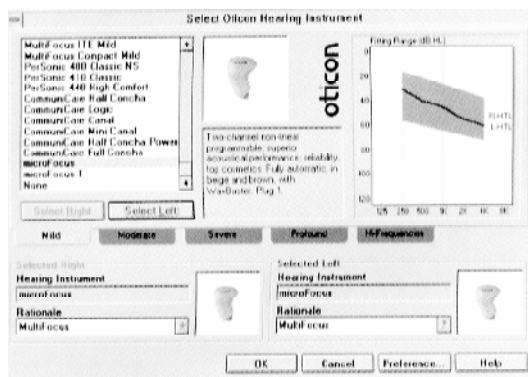 Select Oticon Hearing Instrument
MultiFocus ITE Mild
MultiFocus Compact Mild
PerSonic 400 Classic NS
PerSonic 410 Classic
PerSonic 440 High Comfort
CommuniCare Half Concha
CommuniCare Logic
CommuniCare Canal
CommuniCare Mini Canal
CommuniCare Half Concha Power
CommuniCare Full Concha
microFocus
microFocus 1
None
Select Right
Select Left
oticon
Two-channel non-linear
programmable, superior
acoustical performance, reliability,
top cosmetics. Fully automatic, in
beige and brown, with
WaxBuster. Plug 1.
Fitting Range (dB HL)
0
20
40
60
80
100
120
R-HTL
L-HTL
125 250 500 1K 2K 4K 8K
Mild
Moderate
Severe
Profound
Hi-Frequencies
Selected Right
Hearing Instrument
microFocus
Rationale
MultiFocus
Selected Left
Hearing Instrument
microFocus
Rationale
MultiFocus
OK
Cancel
Preference...
Help